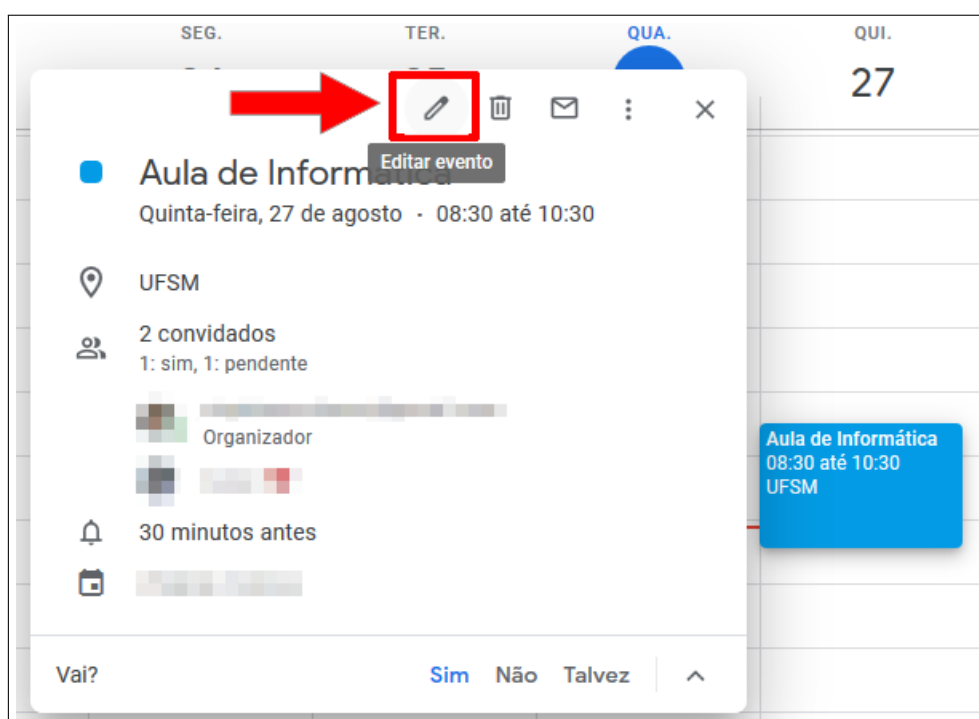 SEG.
TER.
QUA.
QUI.
27
Editar evento
Aula de Informática
Quinta-feira, 27 de agosto · 08:30 até 10:30
UFSM
2 convidados
1: sim, 1: pendente
Organizador
30 minutos antes
Vai?
Sim
Não
Talvez
Aula de Informática
08:30 até 10:30
UFSM